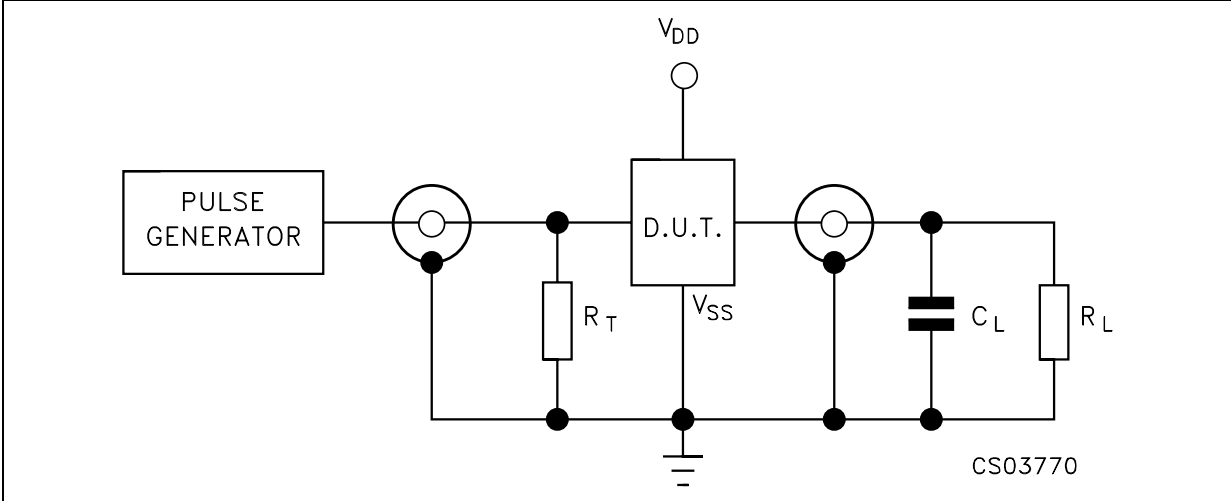 VDD
PULSE
GENERATOR
D.U.T.
VSS
RT
CL
RL
CS03770